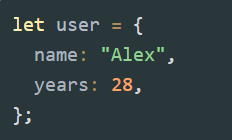 let user = {
  name: "Alex",
  years: 28,
};